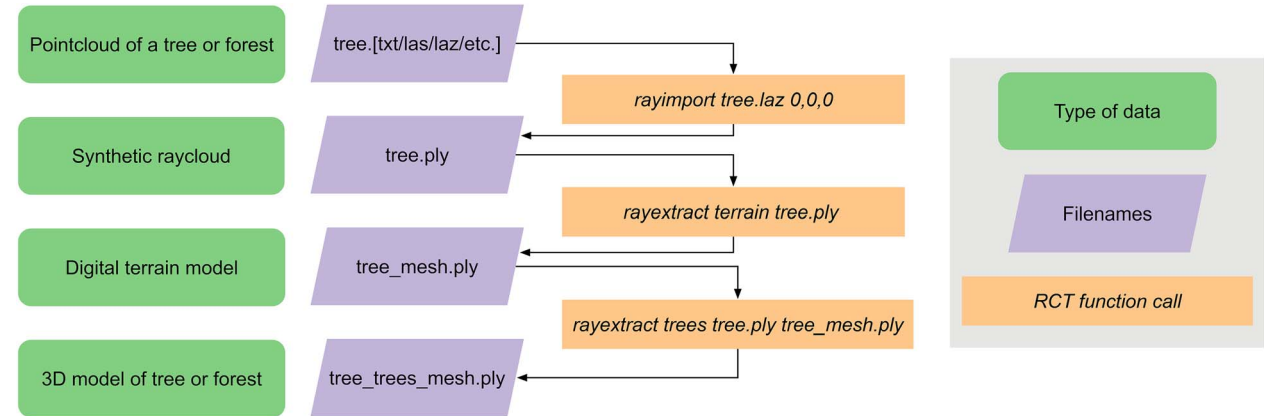 Pointcloud of a tree or forest
tree.[txt/las/laz/etc.]
rayimport tree.laz 0,0,0
Synthetic raycloud
tree.ply
rayextract terrain tree.ply
Digital terrain model
tree_mesh.ply
rayextract trees tree.ply tree_mesh.ply
3D model of tree or forest
tree_trees_mesh.ply
Type of data
Filenames
RCT function call